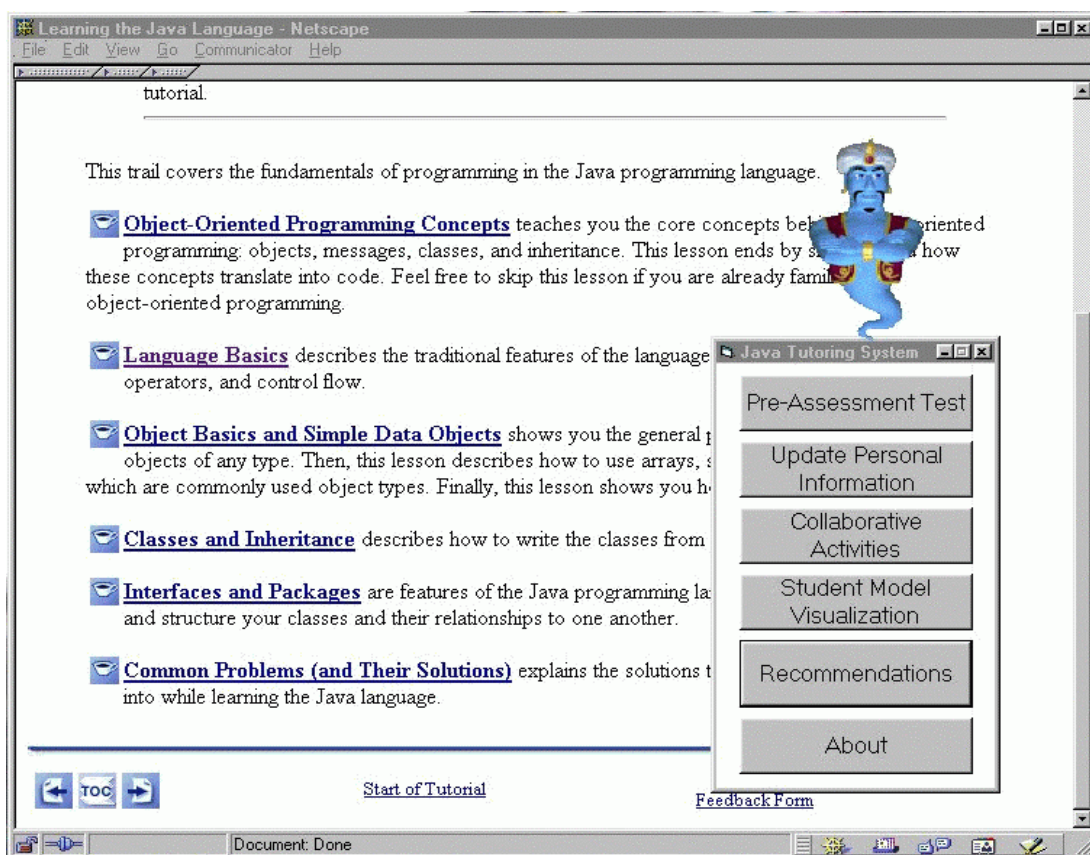 Learning the Java Language - Netscape
File Edit View Go Communicator Help
tutorial.
This trail covers the fundamentals of programming in the Java programming language.
Object-Oriented Programming Concepts teaches you the core concepts oriented
programming: objects, messages, classes, and inheritance. This lesson ends by how
these concepts translate into code. Feel free to skip this lesson if you are already
object-oriented programming.
Language Basics describes the traditional features of the language
operators, and control flow.
Object Basics and Simple Data Objects shows you the general
objects of any type. Then, this lesson describes how to use arrays,
which are commonly used object types. Finally, this lesson shows you
Classes and Inheritance describes how to write the classes from
Interfaces and Packages are features of the Java programming
and structure your classes and their relationships to one another.
Common Problems (and Their Solutions) explains the solutions
into while learning the Java language.
TOC
Start of Tutorial
Feedback Form
Document: Done
Java Tutoring System
Pre-Assessment Test
Update Personal
Information
Collaborative
Activities
Student Model
Visualization
Recommendations
About